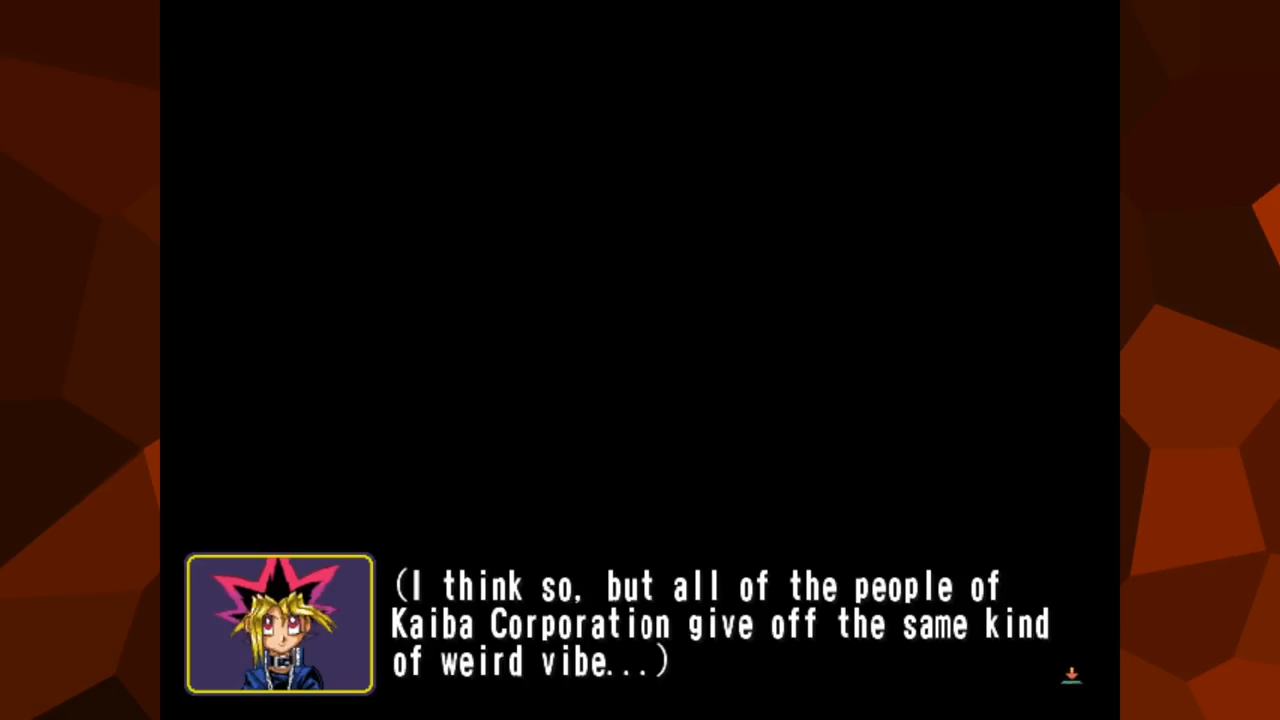 (I think so, but all of the people of
Kaiba Corporation give off the same kind
of weird vibe...)